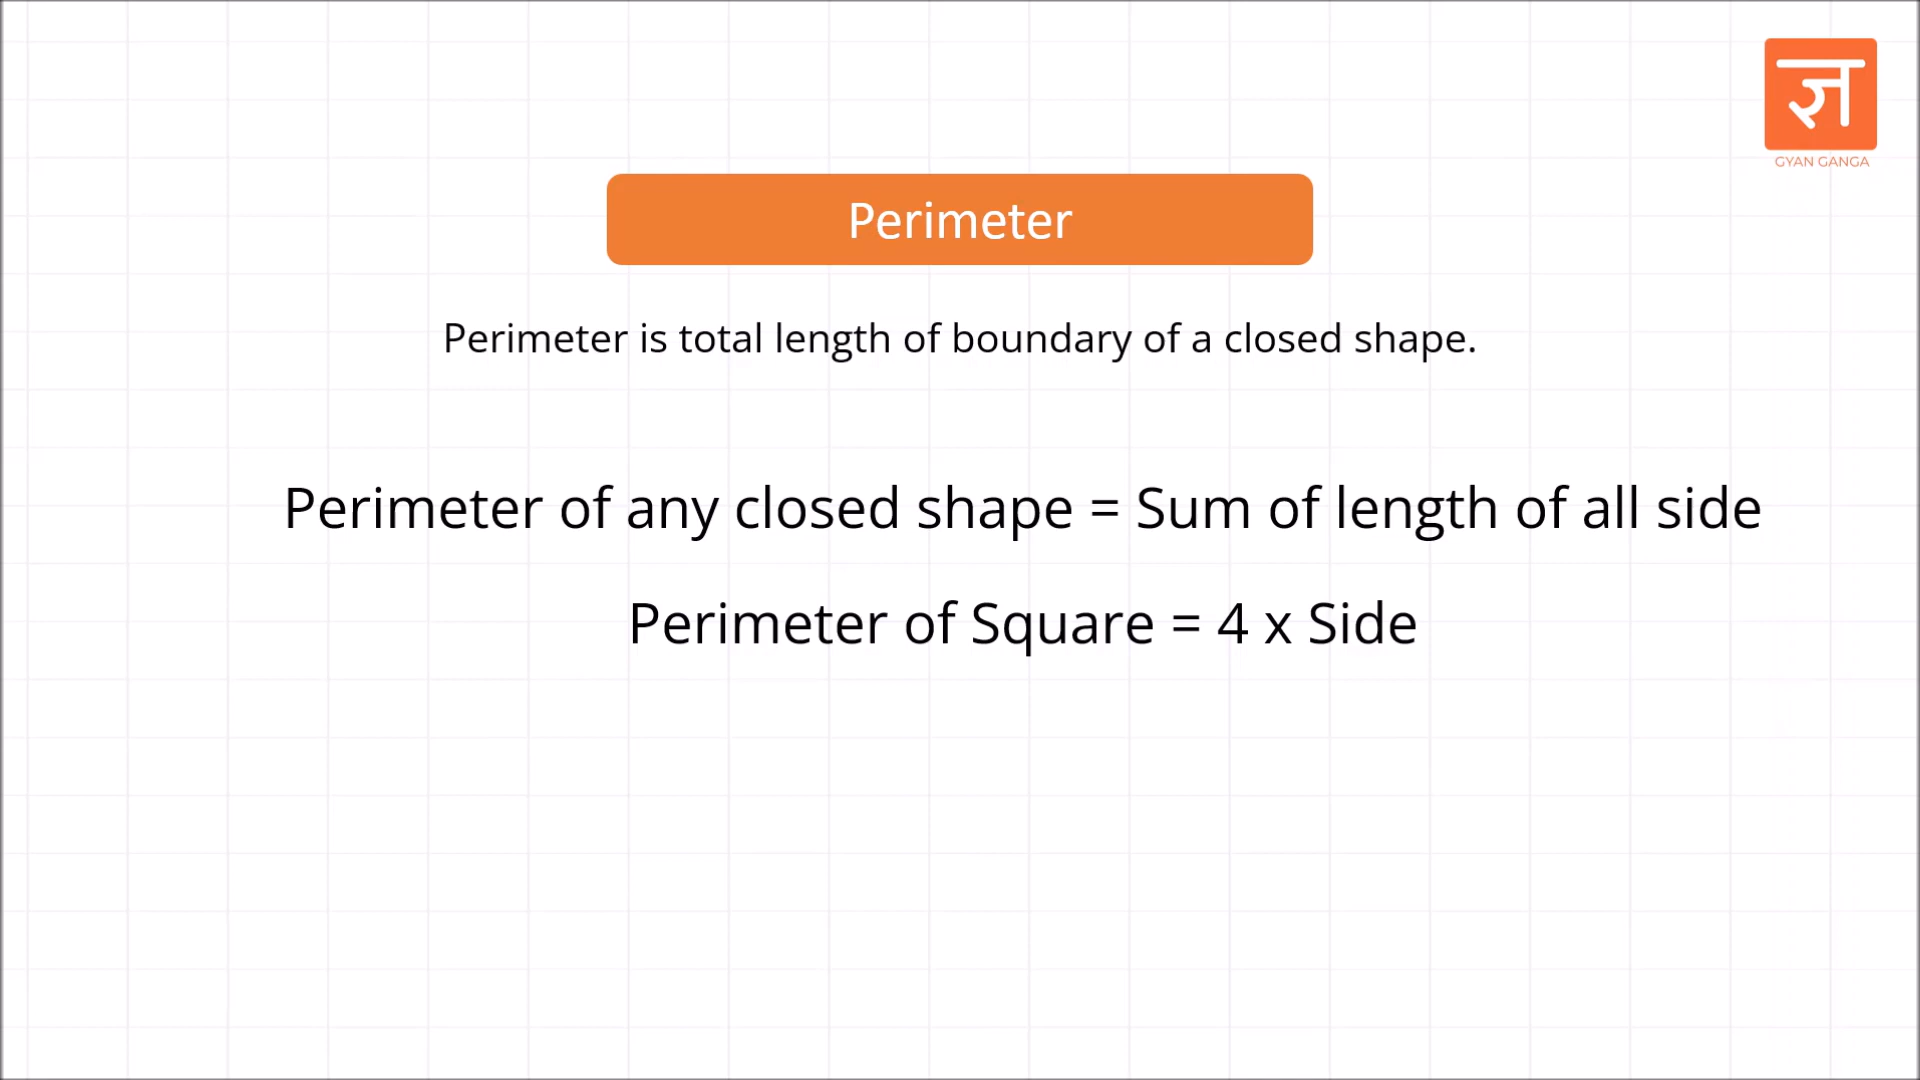 ज्ञ
GYAN GANGA
Perimeter
Perimeter is total length of boundary of a closed shape.
Perimeter of any closed shape = Sum of length of all side
Perimeter of Square = 4 x Side